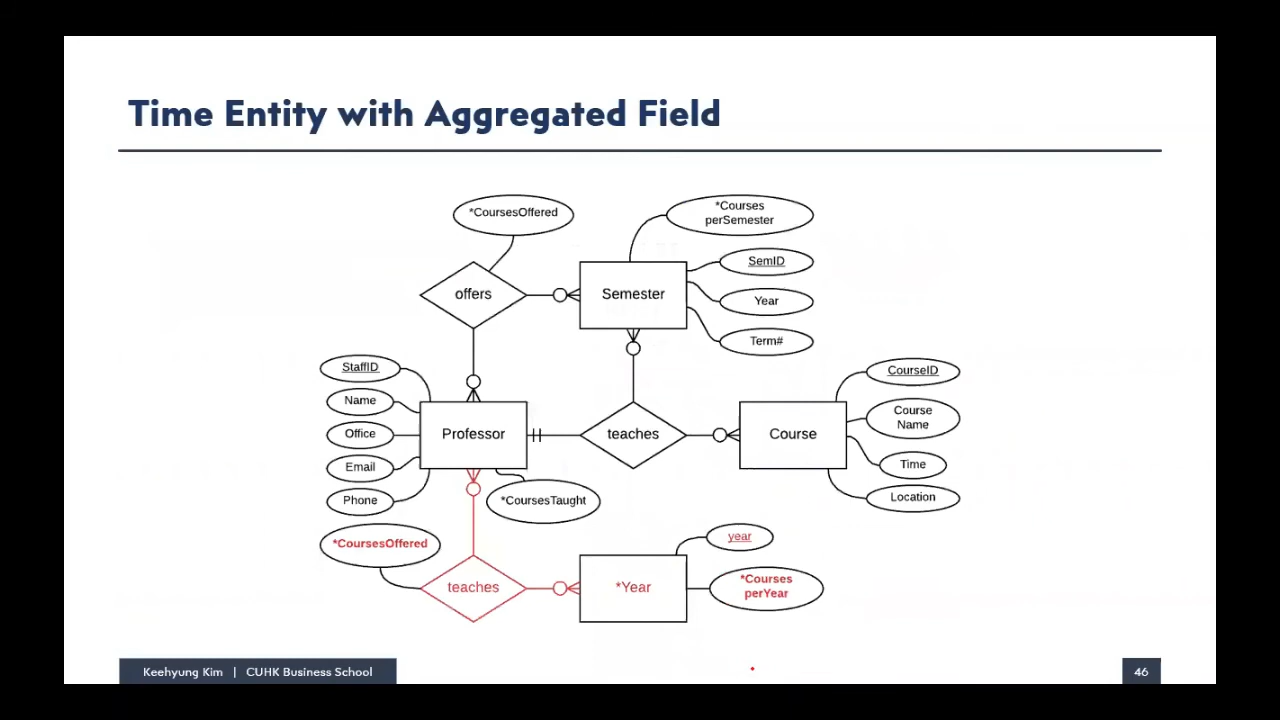 Time Entity with Aggregated Field
*CoursesOffered
*Courses
perSemester
SemID
offers
Semester
Year
Term#
StaffID
Name
Office
Email
Phone
Professor
teaches
Course
CourseID
Course
Name
Time
Location
*CoursesTaught
*CoursesOffered
teaches
*Year
year
*Courses
perYear
Keehyung Kim | CUHK Business School
46